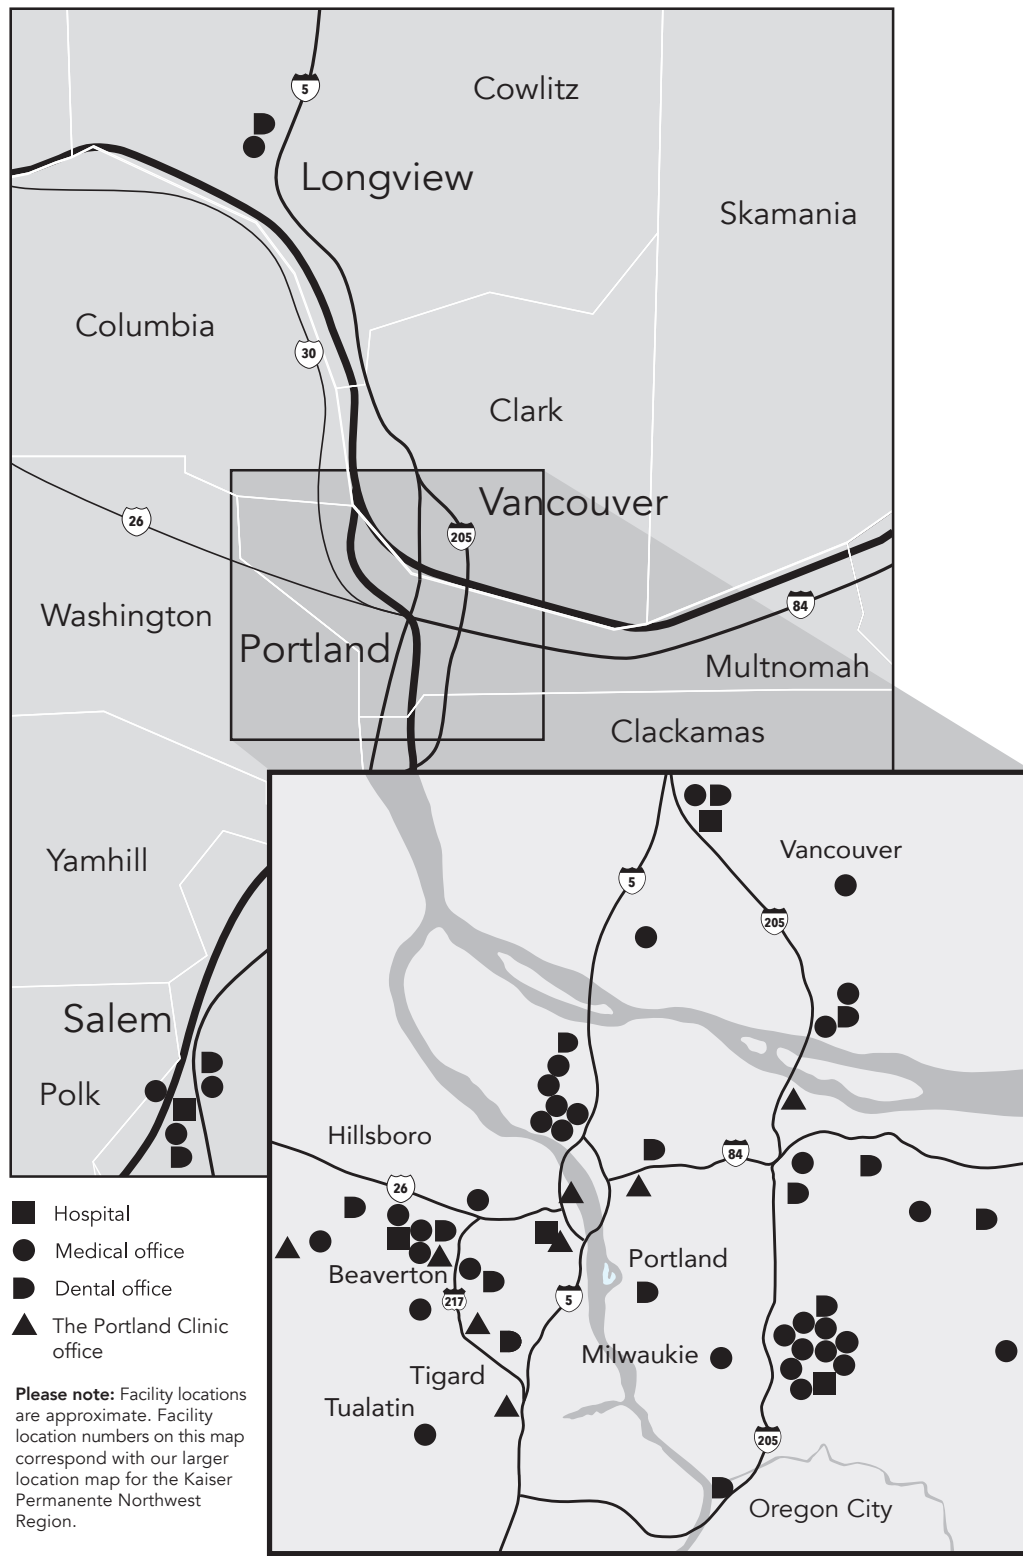 5
Cowlitz
Longview
Skamania
Columbia
30
Clark
Vancouver
26
205
84
Washington
Portland
Multnomah
Clackamas
Yamhill
Vancouver
5
205
Salem
Polk
Hillsboro
84
26
Hospital
Medical office
Portland
Beaverton
Dental office
217
5
The Portland Clinic
office
Milwaukie
Tigard
Please note: Facility locations
are approximate. Facility
location numbers on this map
correspond with our larger
location map for the Kaiser
Permanente Northwest
Region.
Tualatin
205
Oregon City